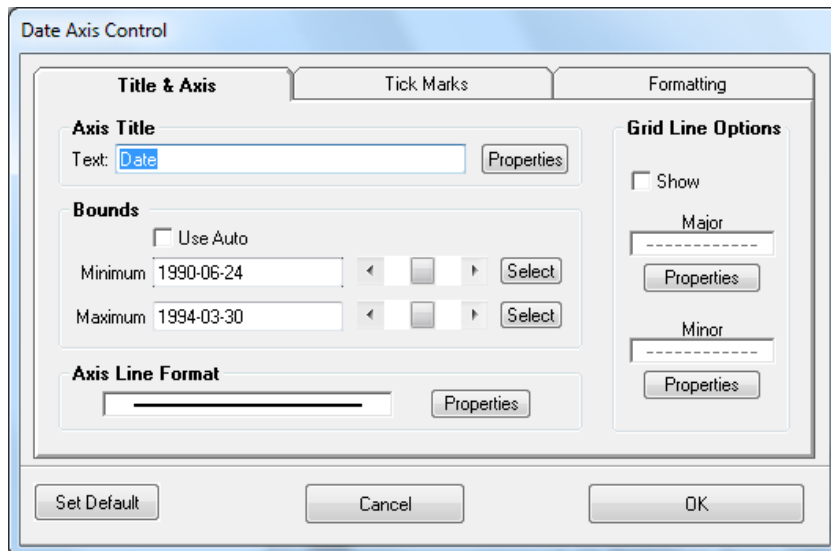 Date Axis Control
Title & Axis
Tick Marks
Formatting
Axis Title
Text: Date
Properties
Bounds
Use Auto
Minimum 1990-06-24
Select
Maximum 1994-03-30
Select
Axis Line Format
Properties
Grid Line Options
Show
Major
Properties
Minor
Properties
Set Default
Cancel
OK